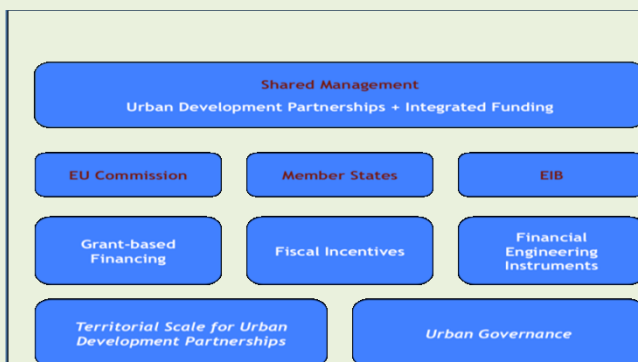 Shared Management
Urban Development Partnerships + Integrated Funding
EU Commission
Member States
EIB
Grant-based
Financing
Fiscal Incentives
Financial
Engineering
Instruments
Territorial Scale for Urban
Development Partnerships
Urban Governance